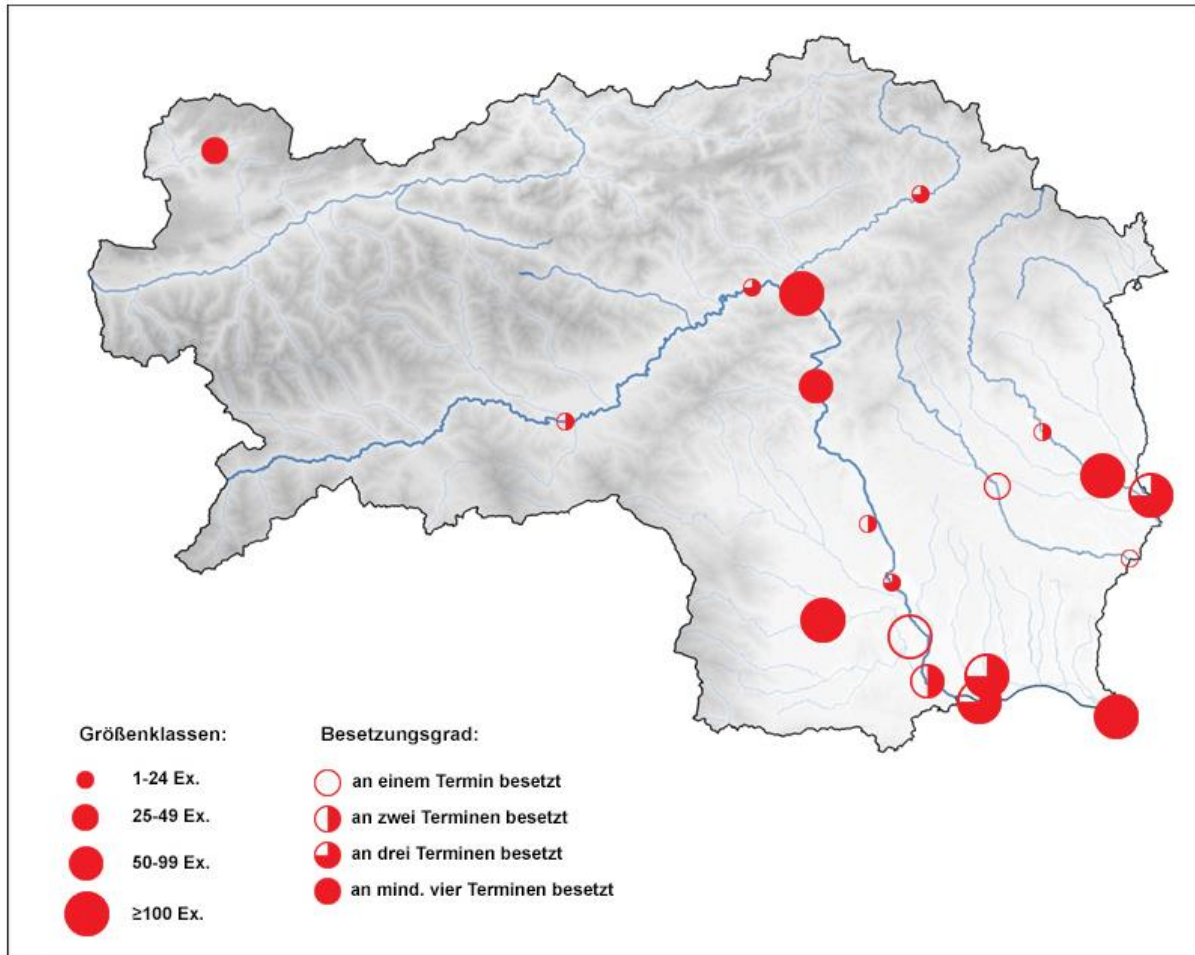 Größenklassen:
1-24 Ex.
25-49 Ex.
50-99 Ex.
≥100 Ex.
Besetzungsgrad:
an einem Termin besetzt
an zwei Terminen besetzt
an drei Terminen besetzt
an mind. vier Terminen besetzt